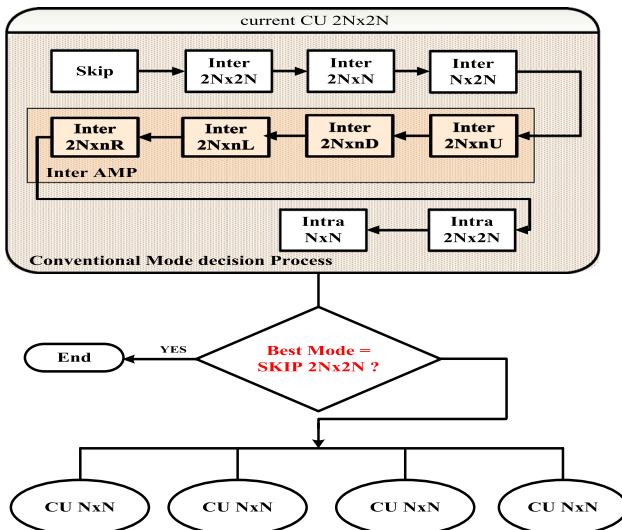 current CU 2Nx2N
Skip
Inter
2Nx2N
Inter
2NxN
Inter
Nx2N
Inter
2NxnR
Inter
2NxnL
Inter
2NxnD
Inter
2NxnU
Inter AMP
Intra
NxN
Intra
2Nx2N
Conventional Mode decision Process
End
YES
Best Mode =
SKIP 2Nx2N ?
CU NxN
CU NxN
CU NxN
CU NxN